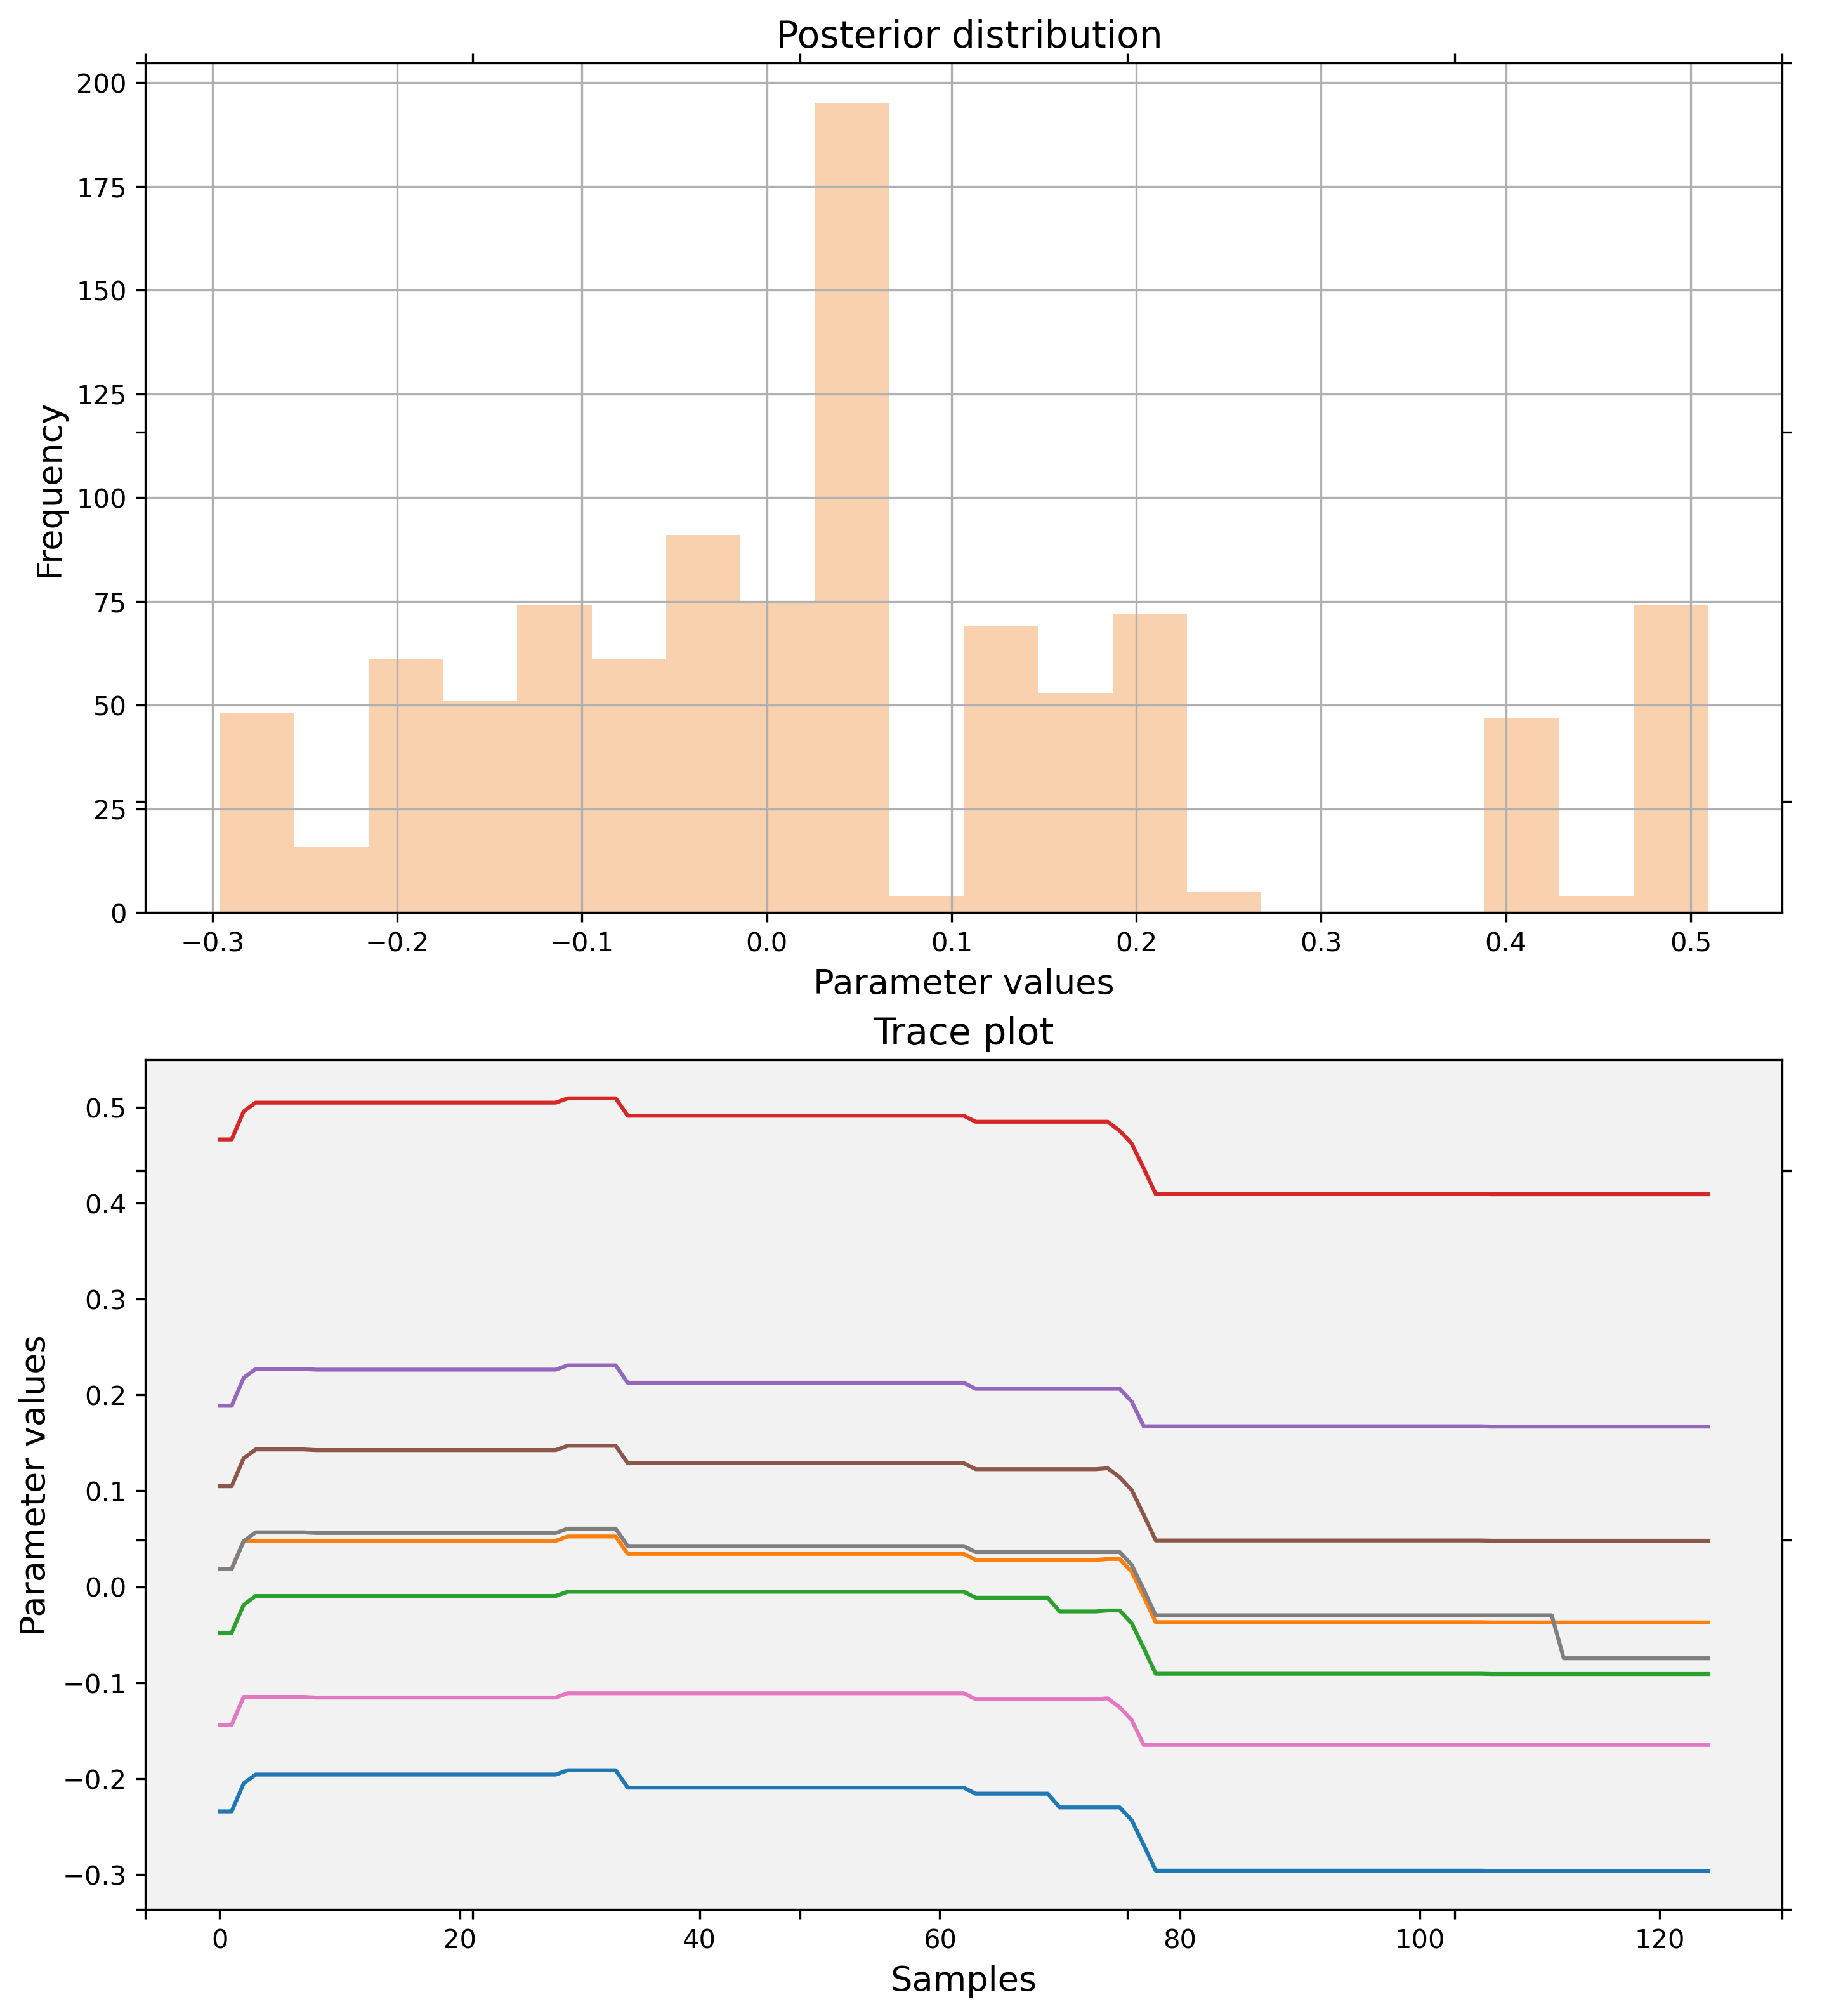 Posterior distribution
200
175
150
125
100
75
50
25
0
Frequency
−0.3 −0.2 −0.1 0.0 0.1 0.2 0.3 0.4 0.5
Parameter values
Trace plot
0.5
0.4
0.3
0.2
0.1
0.0
−0.1
−0.2
−0.3
Parameter values
0 20 40 60 80 100 120
Samples